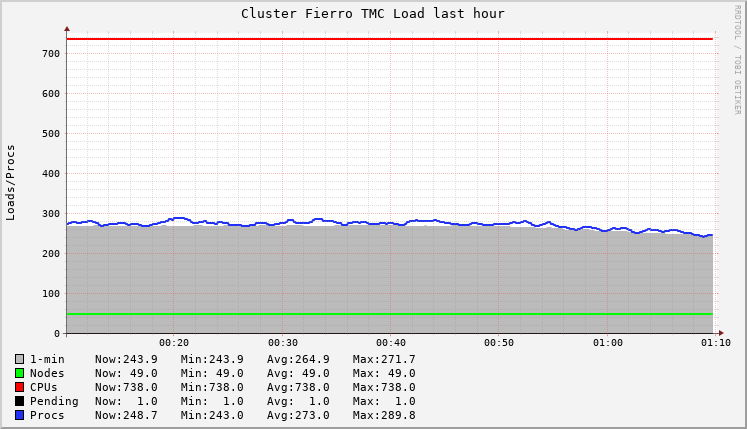 Cluster Fierro TMC Load last hour
RRDTOOL / TOBI OETIKER
Loads/Procs
700
600
500
400
300
200
100
0
00:20 00:30 00:40 00:50 01:00 01:10
1-min Now:243.9 Min:243.9 Avg:264.9 Max:271.7
Nodes Now: 49.0 Min: 49.0 Avg: 49.0 Max: 49.0
CPUs Now:738.0 Min:738.0 Avg:738.0 Max:738.0
Pending Now: 1.0 Min: 1.0 Avg: 1.0 Max: 1.0
Procs Now:248.7 Min:243.0 Avg:273.0 Max:289.8